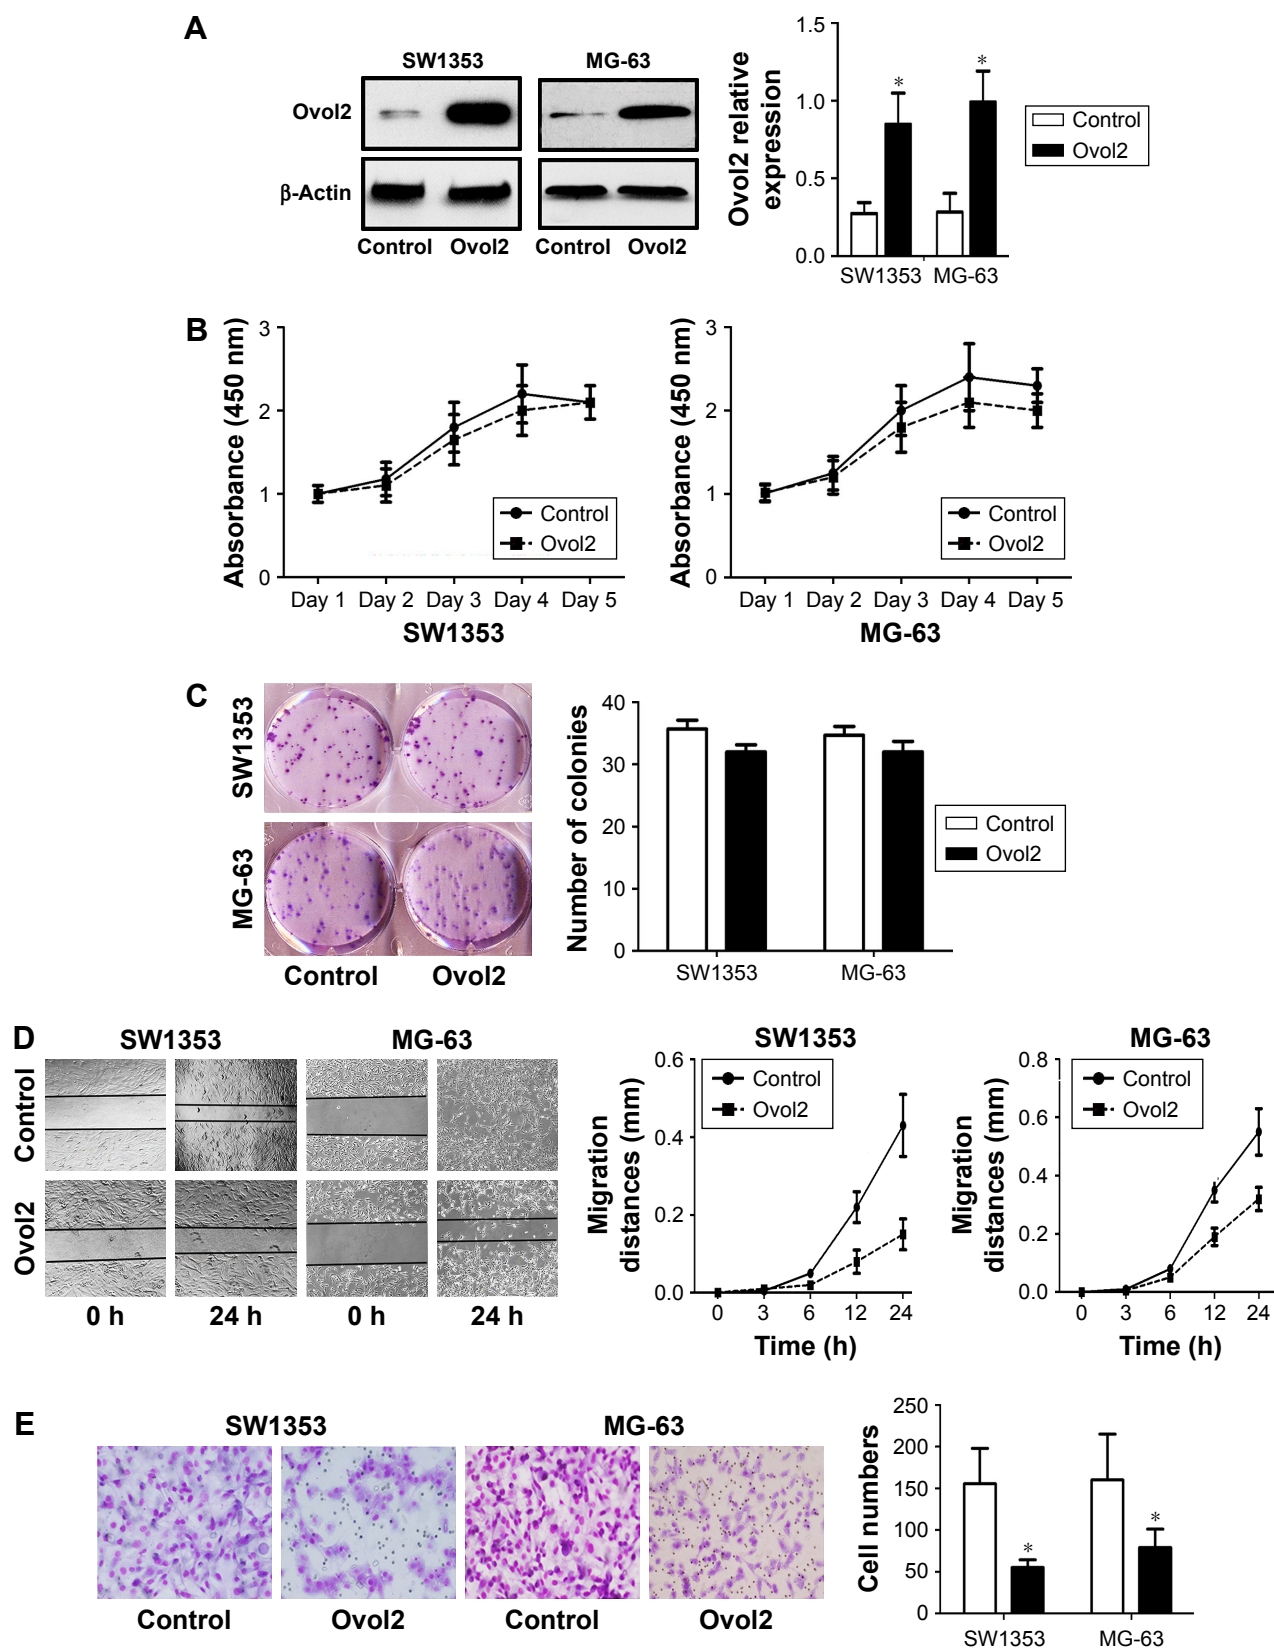 A
SW1353
MG-63
Ovol2
β-Actin
Control
Ovol2
Control
Ovol2
Ovol2 relative
expression
1.5
1.0
0.5
0.0
*
*
SW1353
MG-63
Control
Ovol2
B
Absorbance (450 nm)
3
2
1
0
Day 1
Day 2
Day 3
Day 4
Day 5
SW1353
Control
Ovol2
Absorbance (450 nm)
3
2
1
0
Day 1
Day 2
Day 3
Day 4
Day 5
MG-63
Control
Ovol2
C
SW1353
MG-63
Control
Ovol2
Number of colonies
40
30
20
10
0
SW1353
MG-63
Control
Ovol2
D
SW1353
MG-63
Control
Ovol2
0 h
24 h
0 h
24 h
SW1353
Migration
distances (mm)
0.6
0.4
0.2
0.0
0
3
6
12
24
Time (h)
Control
Ovol2
MG-63
Migration
distances (mm)
0.8
0.6
0.4
0.2
0.0
0
3
6
12
24
Time (h)
Control
Ovol2
E
SW1353
MG-63
Control
Ovol2
Control
Ovol2
Cell numbers
250
200
150
100
50
0
*
*
SW1353
MG-63